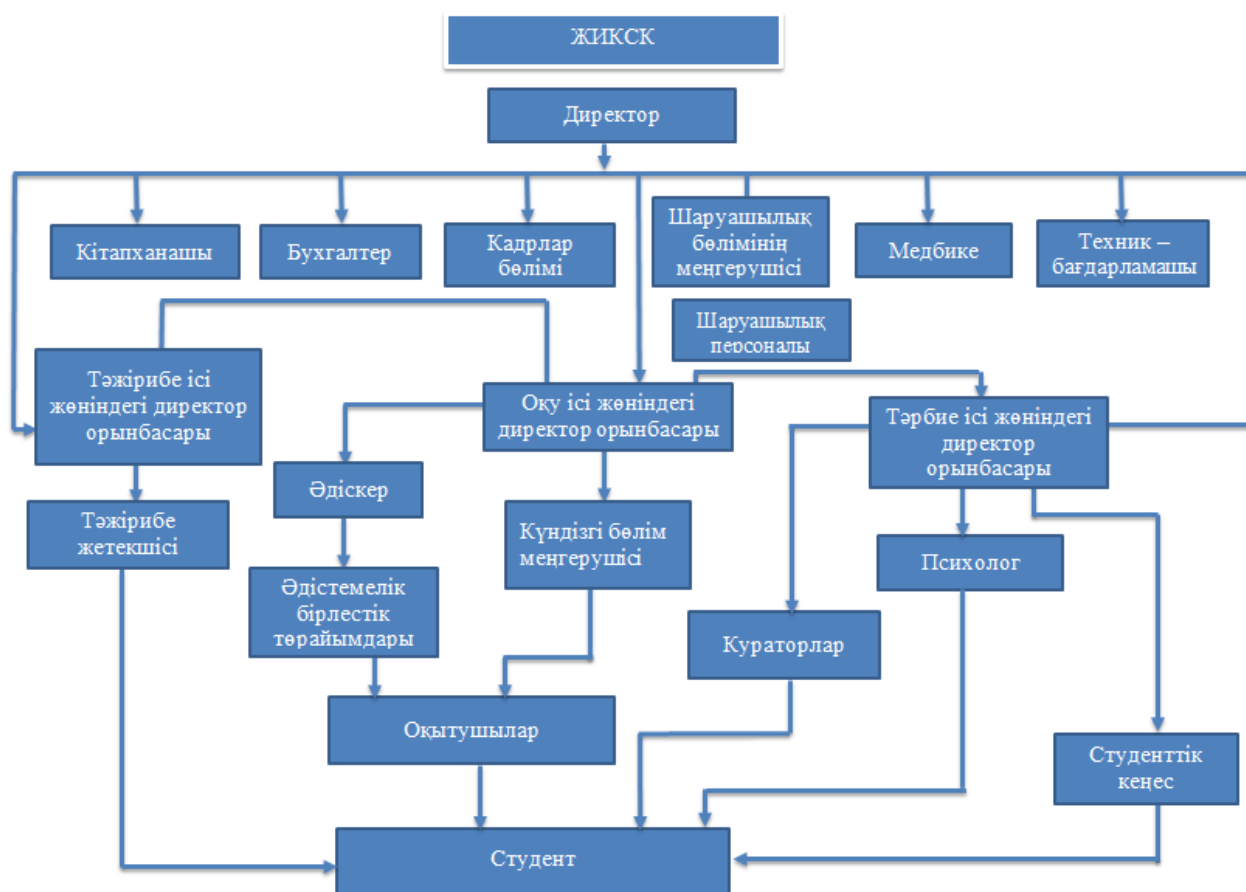 ЖИКСК
Директор
Кітапханашы
Бухгалтер
Кадрлар
бөлімі
Шаруашылық
бөлімінің
меңгерушісі
Медбике
Техник –
бағдарламашы
Шаруашылық
персоналы
Тәжірибе ісі
жөніндегі директор
орынбасары
Оқу ісі жөніндегі
директор орынбасары
Тәрбие ісі жөніндегі
директор
орынбасары
Әдіскер
Тәжірибе
жетекшісі
Күндізгі бөлім
меңгерушісі
Психолог
Әдістемелік
бірлестік
төрайымдары
Кураторлар
Оқытушылар
Студенттік
кеңес
Студент